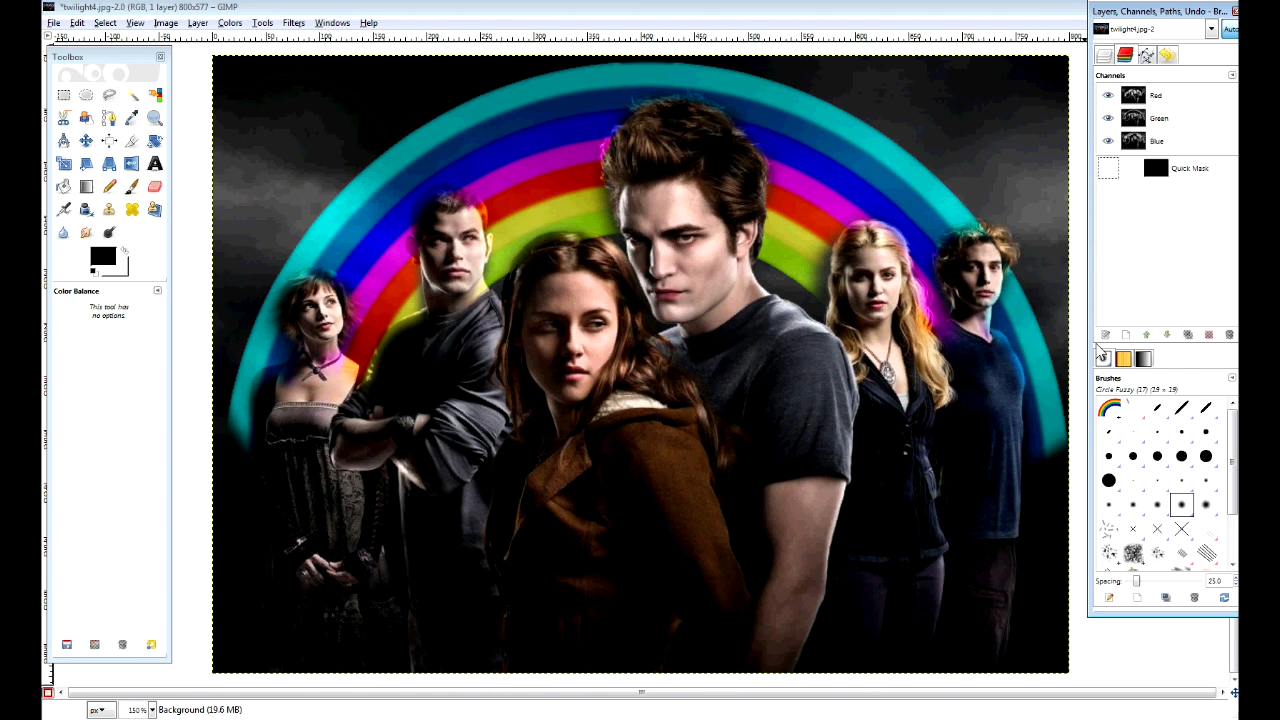 *twilight4.jpg-2.0 (RGB, 1 layer) 800x577 – GIMP
File Edit Select View Image Layer Colors Tools Filters Windows Help
Toolbox
Color Balance
This tool has
no options.
px
150%
Background (19.6 MB)
Layers, Channels, Paths, Undo - Br...
twilight4.jpg-2
Auto
Channels
Red
Green
Blue
Quick Mask
Brushes
Circle Fuzzy (17) (19 × 19)
Spacing:
25.0